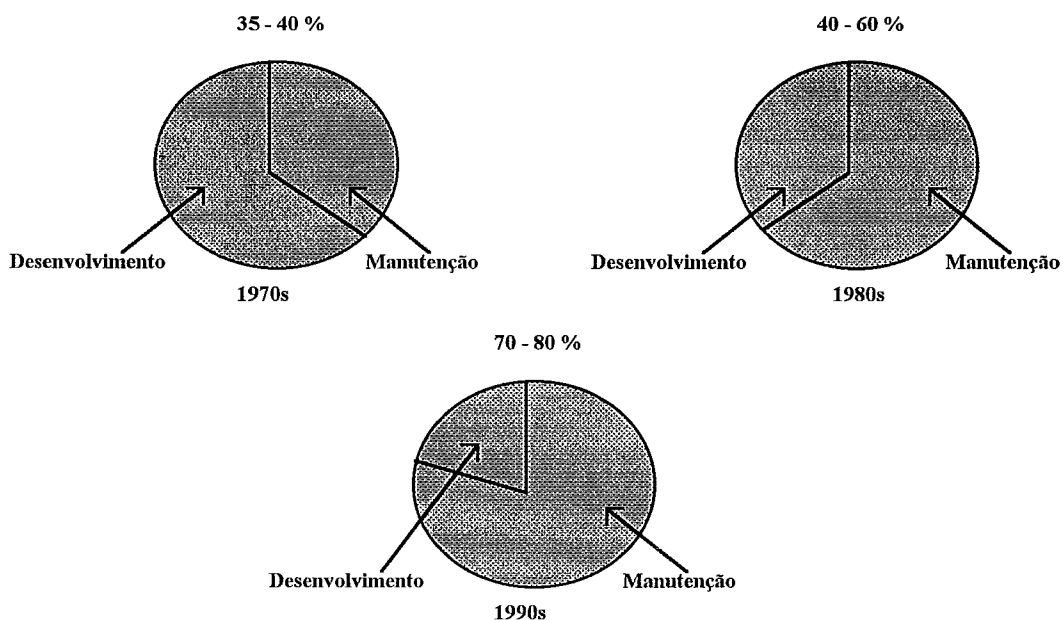 35 - 40 %
Desenvolvimento
Manutenção
1970s
40 - 60 %
Desenvolvimento
Manutenção
1980s
70 - 80 %
Desenvolvimento
Manutenção
1990s